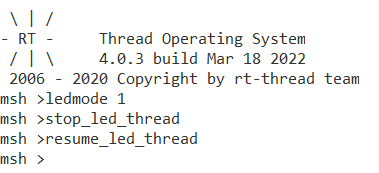 \ | /
- RT -     Thread Operating System
 / | \     4.0.3 build Mar 18 2022
 2006 - 2020 Copyright by rt-thread team
msh >ledmode 1
msh >stop_led_thread
msh >resume_led_thread
msh >